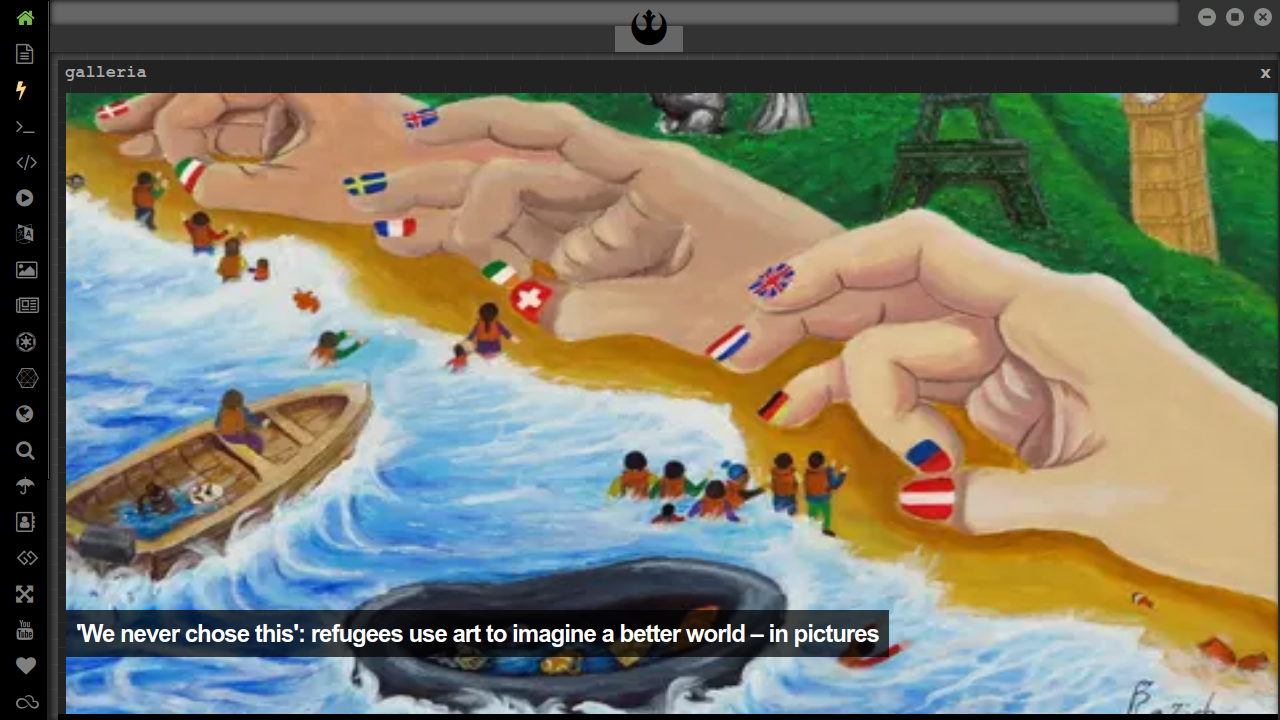 galleria
x
'We never chose this': refugees use art to imagine a better world – in pictures
You
Tube